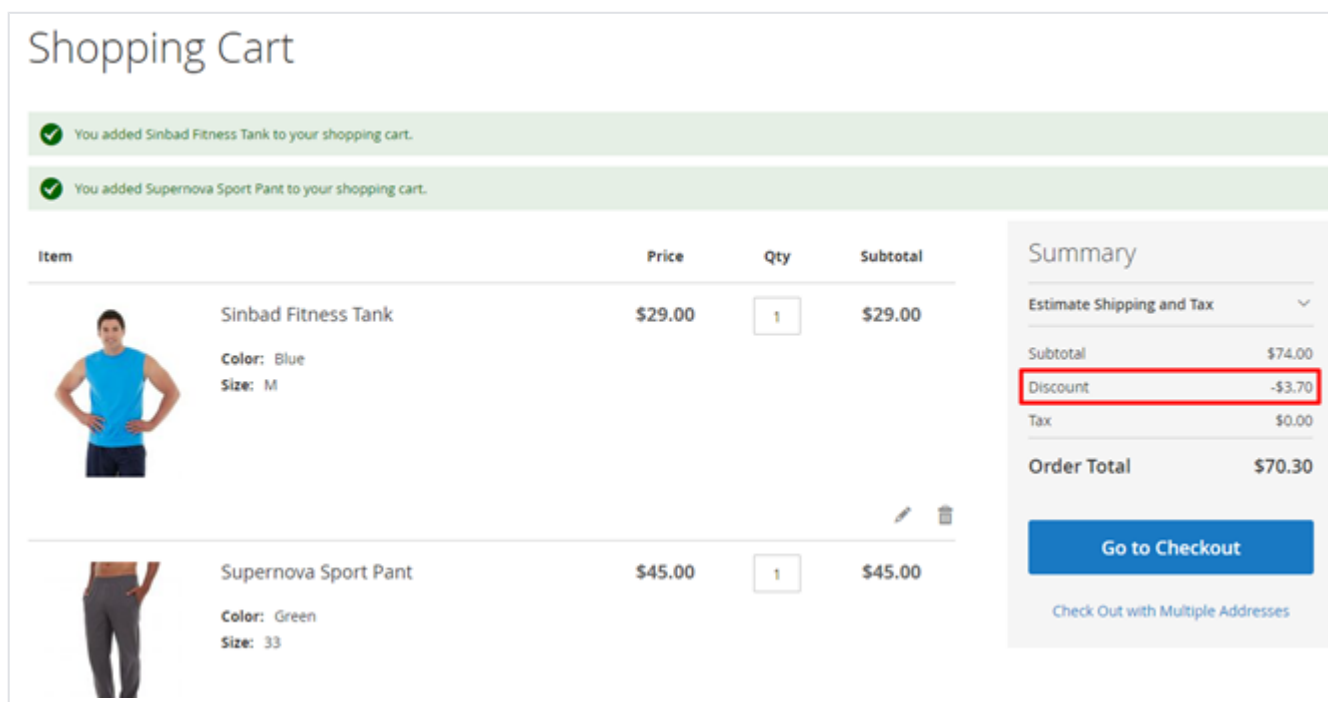 Shopping Cart
You added Sinbad Fitness Tank to your shopping cart.
You added Supernova Sport Pant to your shopping cart.
Item Price Qty Subtotal
Sinbad Fitness Tank $29.00 1 $29.00
Color: Blue
Size: M
Supernova Sport Pant $45.00 1 $45.00
Color: Green
Size: 33
Summary
Estimate Shipping and Tax
Subtotal $74.00
Discount -$3.70
Tax $0.00
Order Total $70.30
Go to Checkout
Check Out with Multiple Addresses